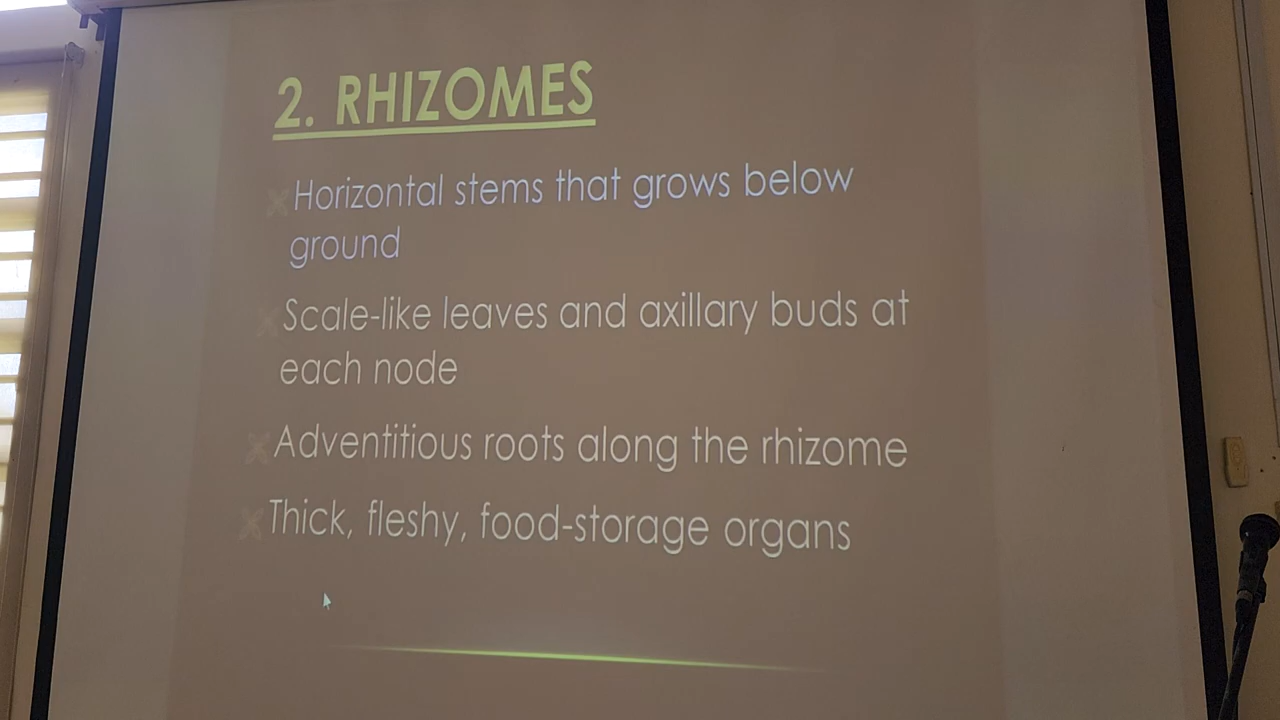 2. RHIZOMES
Horizontal stems that grows below
ground
Scale-like leaves and axillary buds at
each node
Adventitious roots along the rhizome
Thick, fleshy, food-storage organs